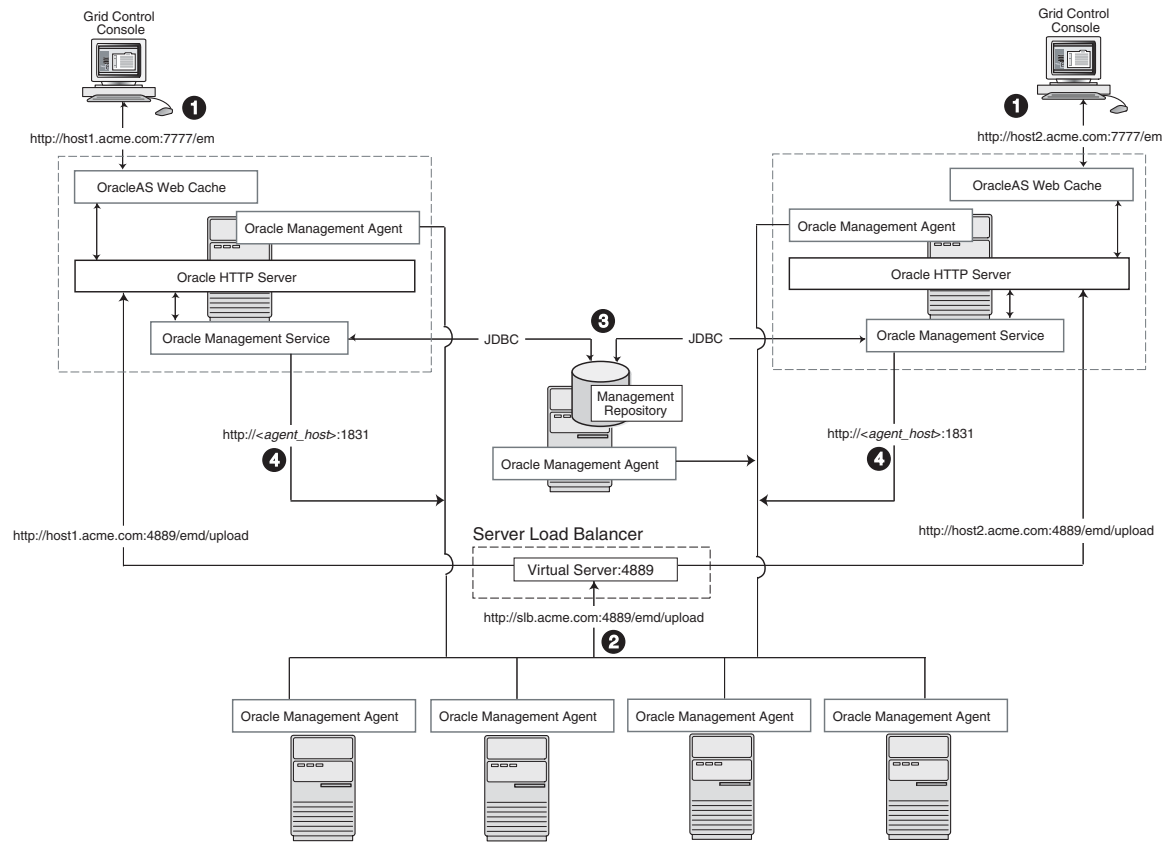 Grid Control
Console
Grid Control
Console
1
1
http://host1.acme.com:7777/em
http://host2.acme.com:7777/em
OracleAS Web Cache
OracleAS Web Cache
Oracle Management Agent
Oracle Management Agent
Oracle HTTP Server
Oracle HTTP Server
Oracle Management Service
Oracle Management Service
JDBC
3
JDBC
Management
Repository
http://<agent_host>:1831
http://<agent_host>:1831
4
4
Oracle Management Agent
http://host1.acme.com:4889/emd/upload
http://host2.acme.com:4889/emd/upload
Server Load Balancer
Virtual Server:4889
http://slb.acme.com:4889/emd/upload
2
Oracle Management Agent
Oracle Management Agent
Oracle Management Agent
Oracle Management Agent